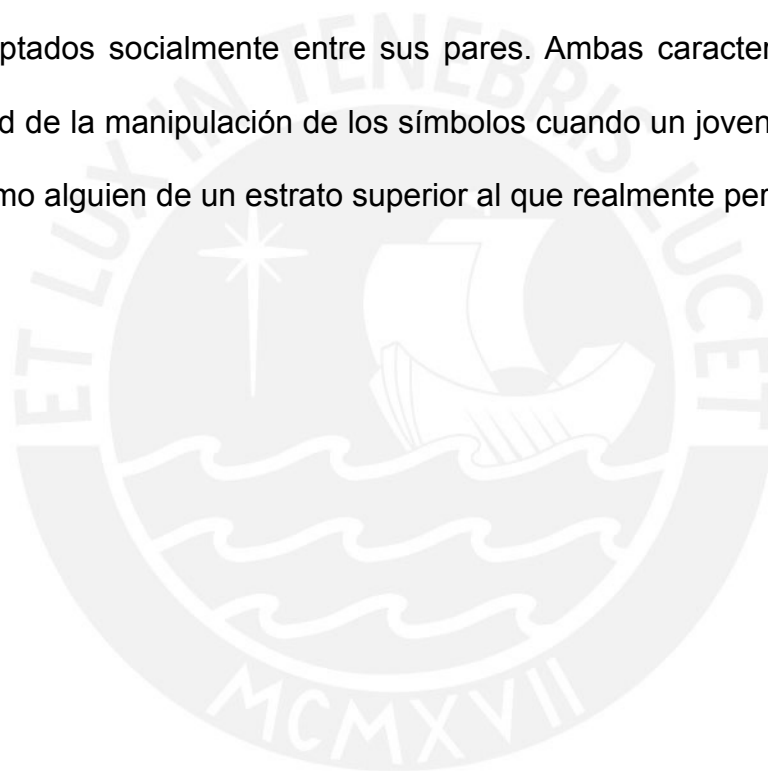 ptados socialmente entre sus pares. Ambas caracter
d de la manipulación de los símbolos cuando un joven
mo alguien de un estrato superior al que realmente per
ET LUX IN TENEBRIS LUCET
MCMXVII